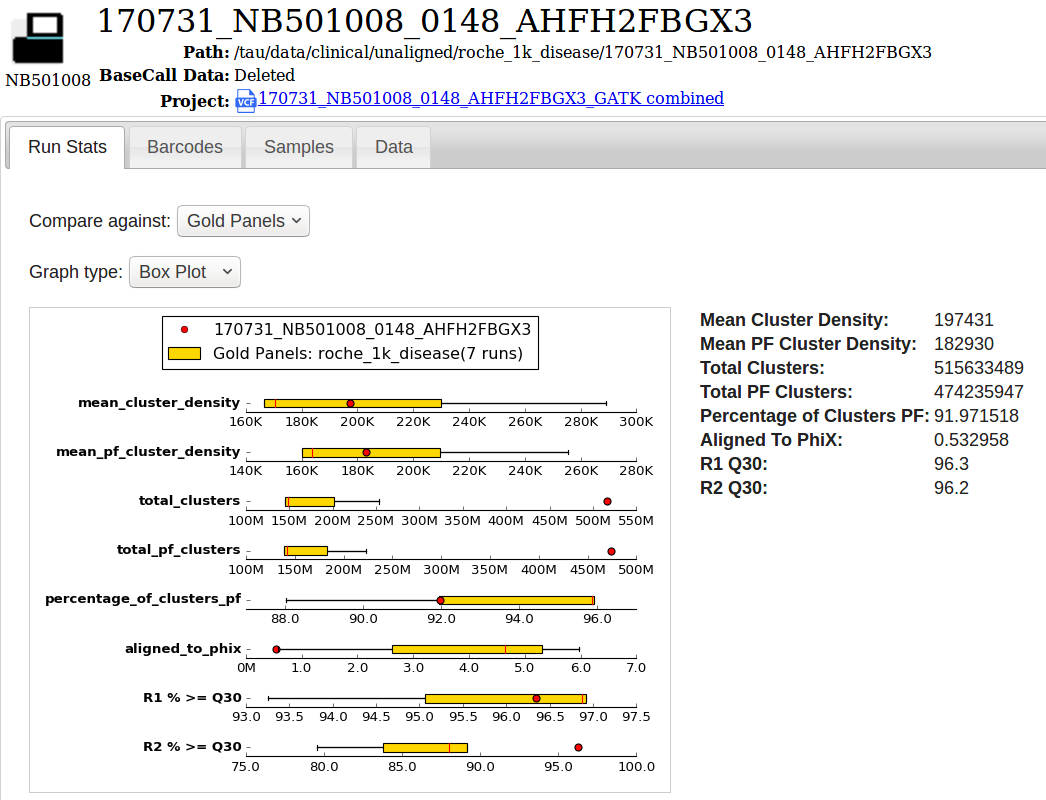 170731_NB501008_0148_AHFH2FBGX3
Path: /tau/data/clinical/unaligned/roche_1k_disease/170731_NB501008_0148_AHFH2FBGX3
NB501008
BaseCall Data: Deleted
Project: VCF 170731_NB501008_0148_AHFH2FBGX3_GATK combined
Run Stats Barcodes Samples Data
Compare against: Gold Panels
Graph type: Box Plot
170731_NB501008_0148_AHFH2FBGX3
Gold Panels: roche_1k_disease(7 runs)
mean_cluster_density
160K 180K 200K 220K 240K 260K 280K 300K
mean_pf_cluster_density
140K 160K 180K 200K 220K 240K 260K 280K
total_clusters
100M 150M 200M 250M 300M 350M 400M 450M 500M 550M
total_pf_clusters
100M 150M 200M 250M 300M 350M 400M 450M 500M
percentage_of_clusters_pf
88.0 90.0 92.0 94.0 96.0
aligned_to_phix
0M 1.0 2.0 3.0 4.0 5.0 6.0 7.0
R1 % >= Q30
93.0 93.5 94.0 94.5 95.0 95.5 96.0 96.5 97.0 97.5
R2 % >= Q30
75.0 80.0 85.0 90.0 95.0 100.0
Mean Cluster Density: 197431
Mean PF Cluster Density: 182930
Total Clusters: 515633489
Total PF Clusters: 474235947
Percentage of Clusters PF: 91.971518
Aligned To PhiX: 0.532958
R1 Q30: 96.3
R2 Q30: 96.2